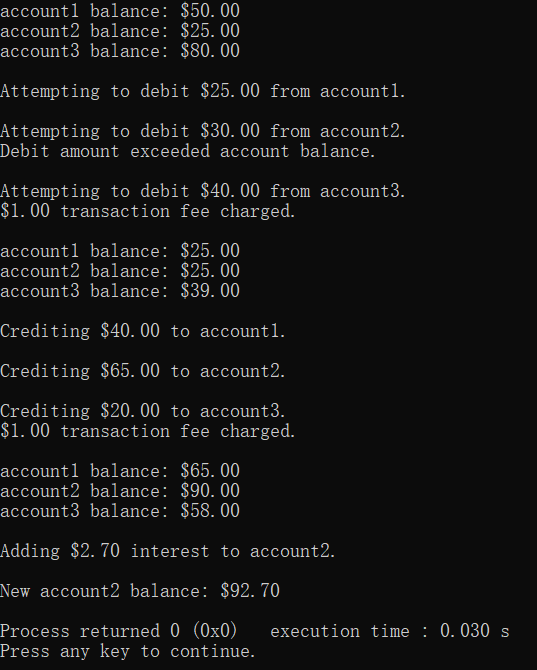 account1 balance: $50.00
account2 balance: $25.00
account3 balance: $80.00
Attempting to debit $25.00 from account1.
Attempting to debit $30.00 from account2.
Debit amount exceeded account balance.
Attempting to debit $40.00 from account3.
$1.00 transaction fee charged.
account1 balance: $25.00
account2 balance: $25.00
account3 balance: $39.00
Crediting $40.00 to account1.
Crediting $65.00 to account2.
Crediting $20.00 to account3.
$1.00 transaction fee charged.
account1 balance: $65.00
account2 balance: $90.00
account3 balance: $58.00
Adding $2.70 interest to account2.
New account2 balance: $92.70
Process returned 0 (0x0)   execution time : 0.030 s
Press any key to continue.